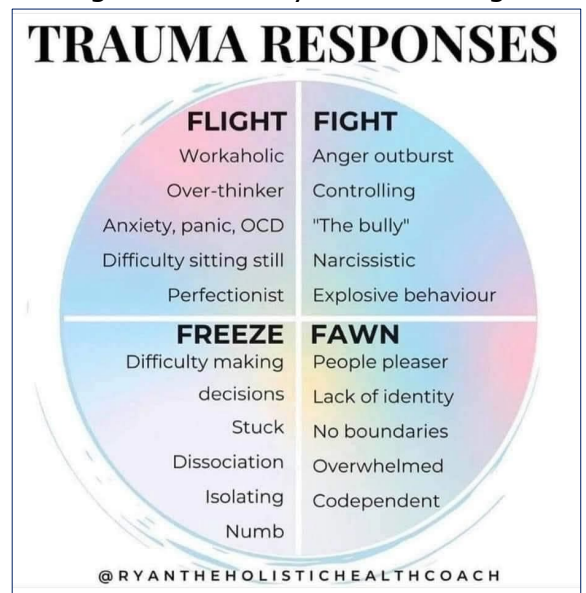 TRAUMA RESPONSES
FLIGHT
Workaholic
Over-thinker
Anxiety, panic, OCD
Difficulty sitting still
Perfectionist
FIGHT
Anger outburst
Controlling
"The bully"
Narcissistic
Explosive behaviour
FREEZE
Difficulty making
decisions
Stuck
Dissociation
Isolating
Numb
FAWN
People pleaser
Lack of identity
No boundaries
Overwhelmed
Codependent
@RYANTHEHOLISTICHEALTHCOACH